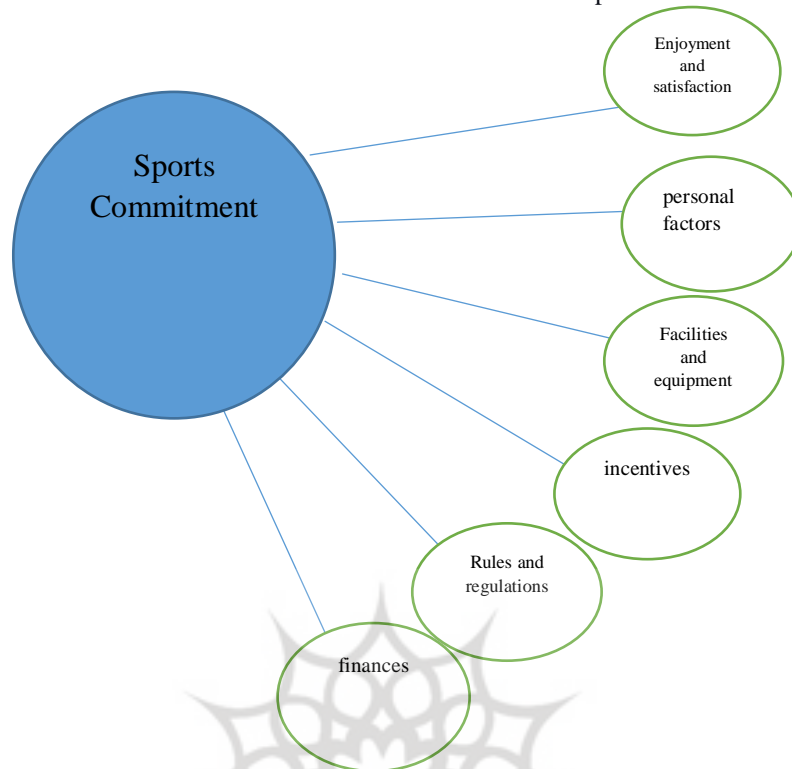 Enjoyment
and
satisfaction
Sports
Commitment
personal
factors
Facilities
and
equipment
incentives
Rules and
regulations
finances